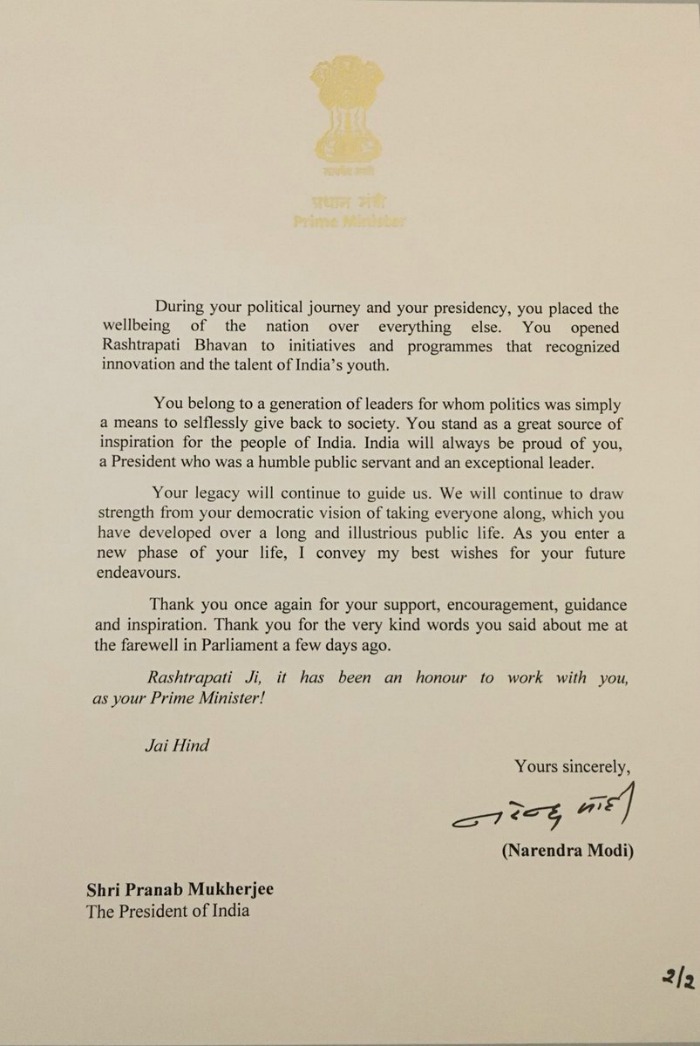 सत्यमेव जयते
प्रधान मंत्री
Prime Minister
During your political journey and your presidency, you placed the
wellbeing of the nation over everything else. You opened
Rashtrapati Bhavan to initiatives and programmes that recognized
innovation and the talent of India's youth.
You belong to a generation of leaders for whom politics was simply
a means to selflessly give back to society. You stand as a great source of
inspiration for the people of India. India will always be proud of you,
a President who was a humble public servant and an exceptional leader.
Your legacy will continue to guide us. We will continue to draw
strength from your democratic vision of taking everyone along, which you
have developed over a long and illustrious public life. As you enter a
new phase of your life, I convey my best wishes for your future
endeavours.
Thank you once again for your support, encouragement, guidance
and inspiration. Thank you for the very kind words you said about me at
the farewell in Parliament a few days ago.
Rashtrapati Ji, it has been an honour to work with you,
as your Prime Minister!
Jai Hind
Yours sincerely,
नरेन्द्र मोदी
(Narendra Modi)
Shri Pranab Mukherjee
The President of India
2/2